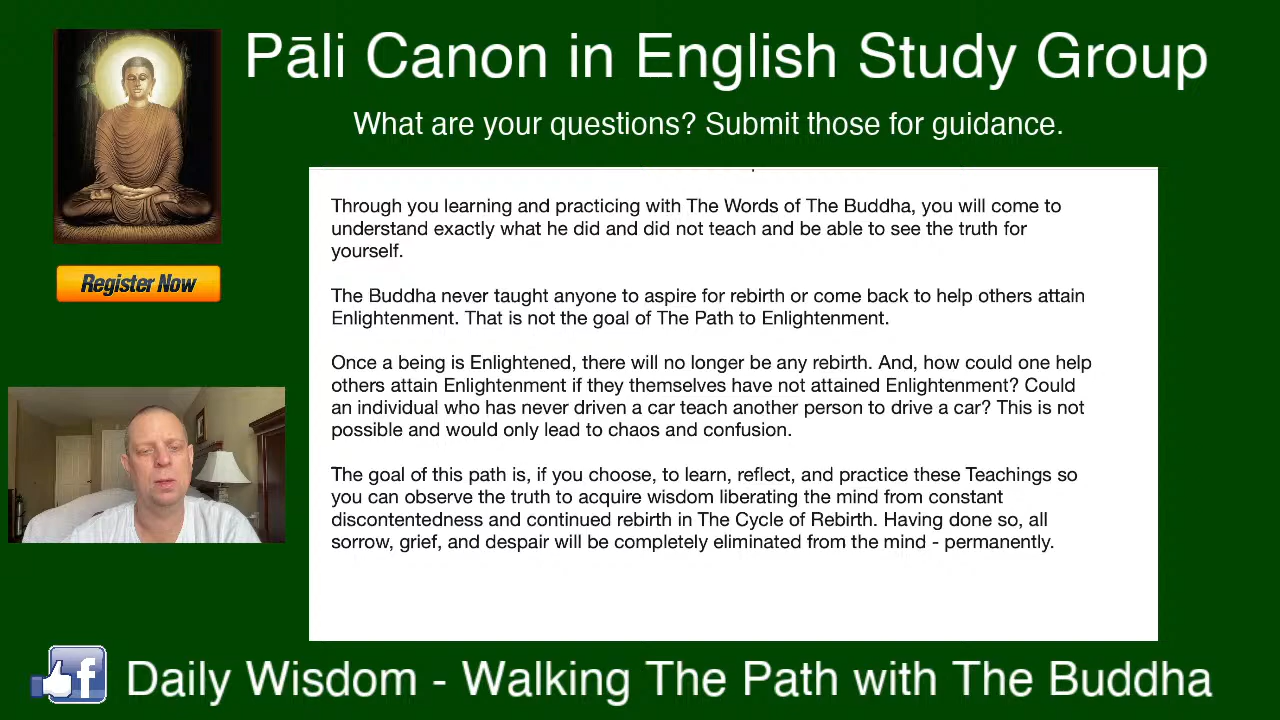 Pāli Canon in English Study Group
What are your questions? Submit those for guidance.
Through you learning and practicing with The Words of The Buddha, you will come to
understand exactly what he did and did not teach and be able to see the truth for
yourself.
The Buddha never taught anyone to aspire for rebirth or come back to help others attain
Enlightenment. That is not the goal of The Path to Enlightenment.
Once a being is Enlightened, there will no longer be any rebirth. And, how could one help
others attain Enlightenment if they themselves have not attained Enlightenment? Could
an individual who has never driven a car teach another person to drive a car? This is not
possible and would only lead to chaos and confusion.
The goal of this path is, if you choose, to learn, reflect, and practice these Teachings so
you can observe the truth to acquire wisdom liberating the mind from constant
discontentedness and continued rebirth in The Cycle of Rebirth. Having done so, all
sorrow, grief, and despair will be completely eliminated from the mind - permanently.
Register Now
f
Daily Wisdom - Walking The Path with The Buddha